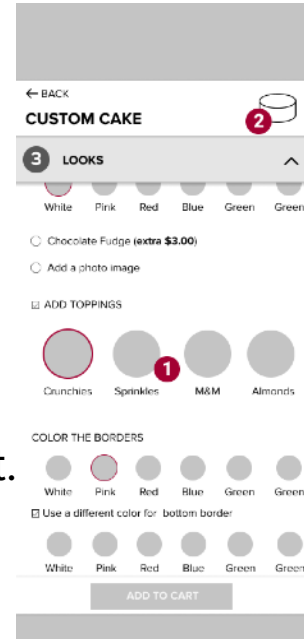 ← BACK
CUSTOM CAKE
2
3 LOOKS
White Pink Red Blue Green Green
Chocolate Fudge (extra $3.00)
Add a photo image
ADD TOPPINGS
1
Crunchies Sprinkles M&M Almonds
COLOR THE BORDERS
t.
White Pink Red Blue Green Green
Use a different color for bottom border
White Pink Red Blue Green Green
ADD TO CART